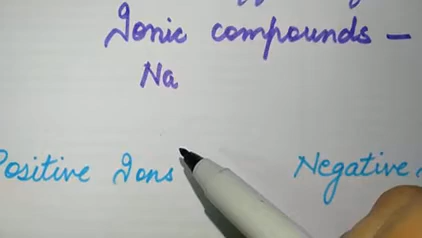 Ionic compounds –
Na
Positive Ions Negative